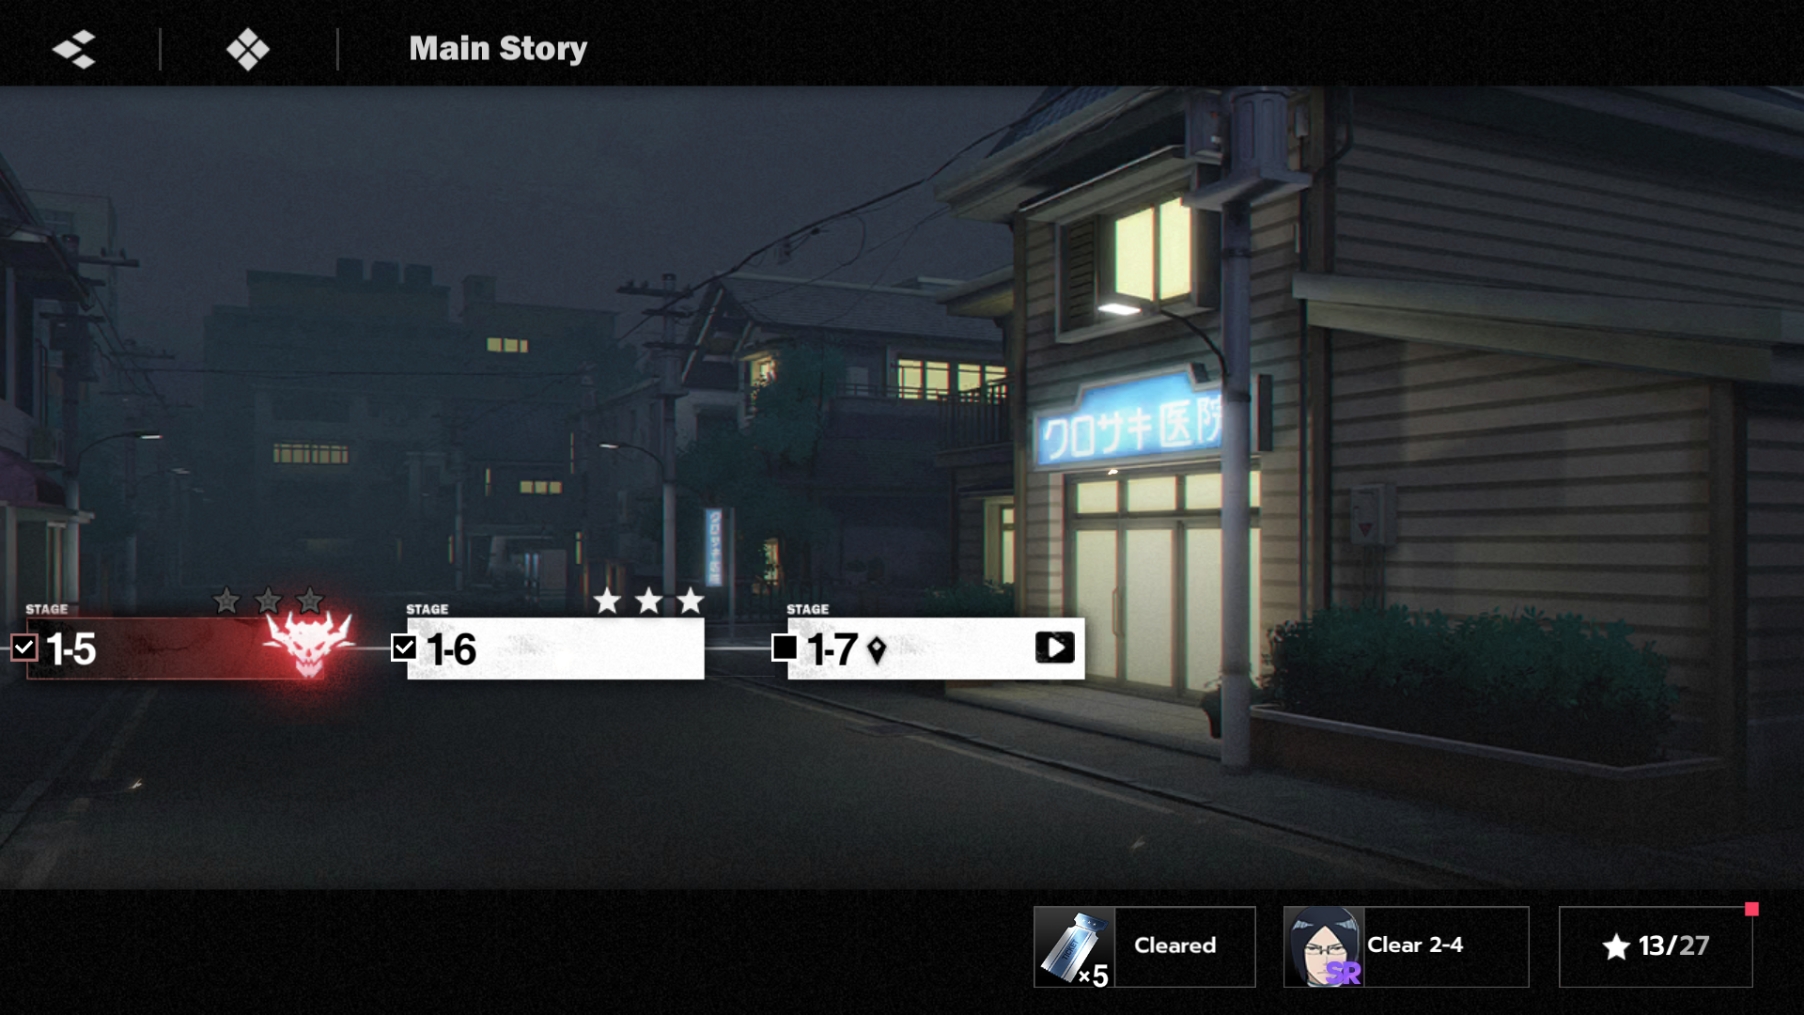 Main Story
クロサキ医院
STAGE
1-5
STAGE
1-6
STAGE
1-7
×5
Cleared
SR
Clear 2-4
13/27